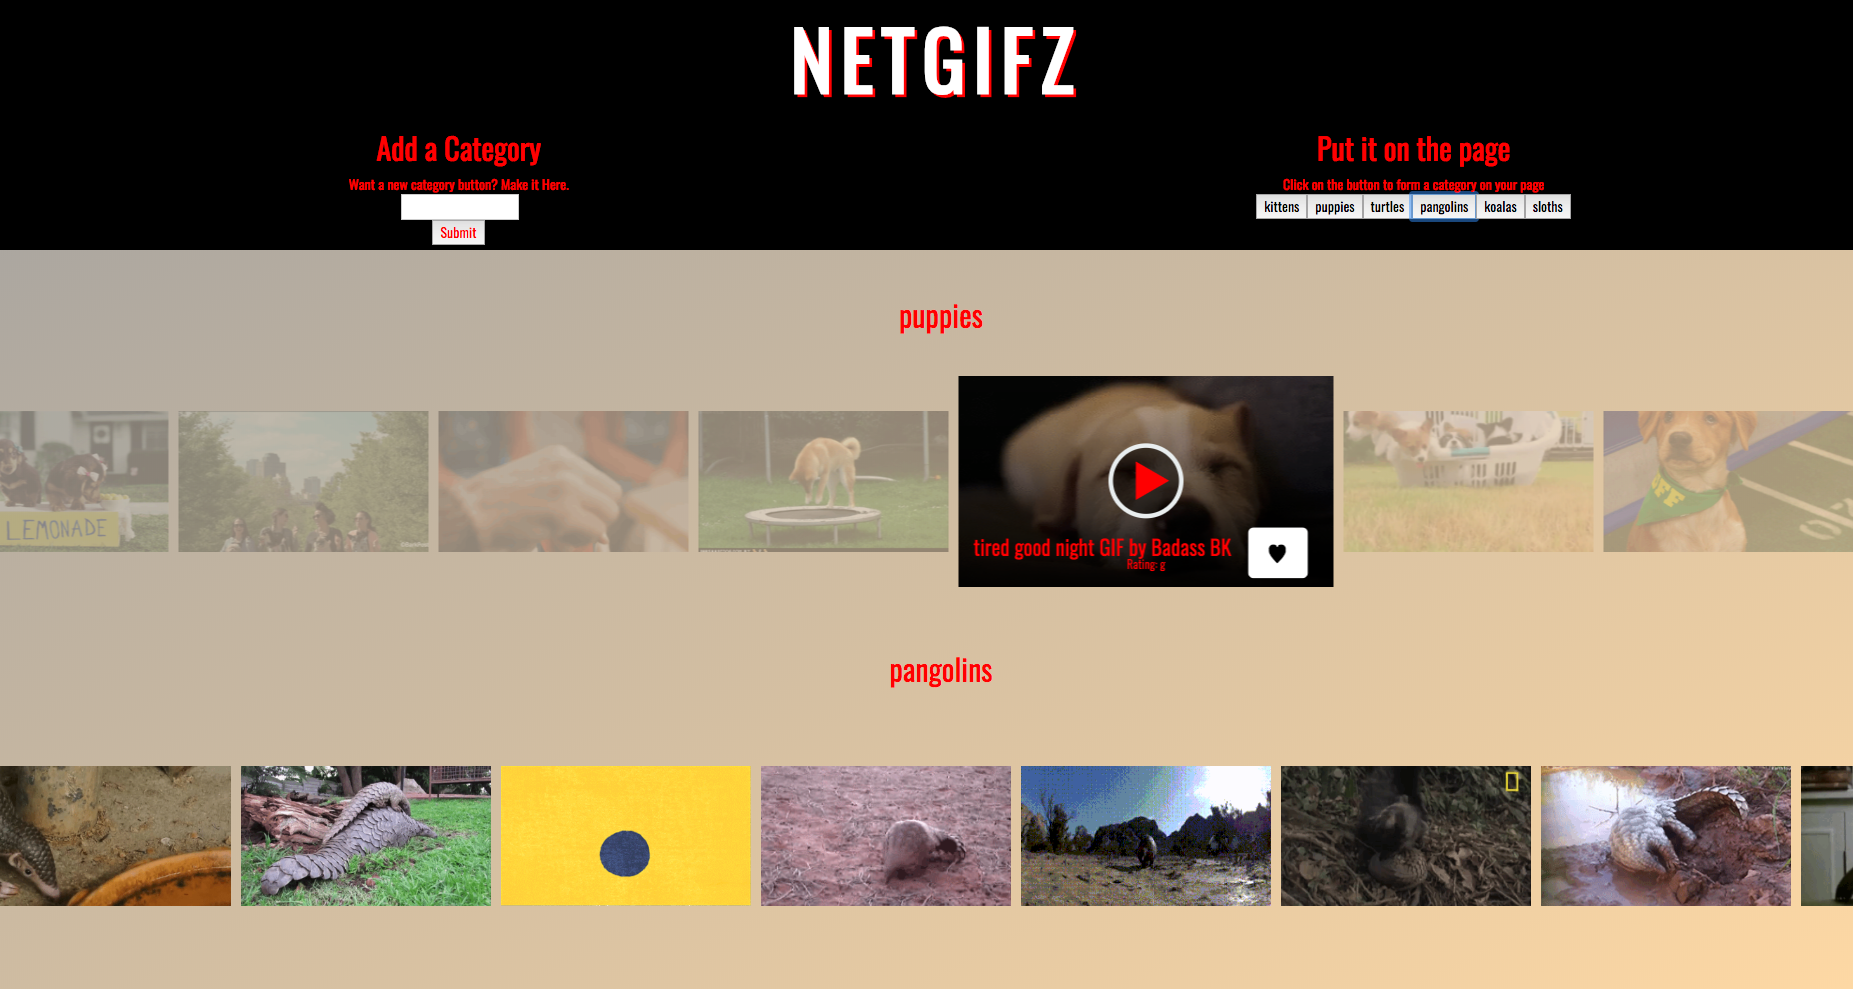 NETGIFZ
Add a Category
Want a new category button? Make it Here.
Submit
Put it on the page
Click on the button to form a category on your page
kittens puppies turtles pangolins koalas sloths
puppies
LEMONADE
tired good night GIF by Badass BK
Rating: g
pangolins